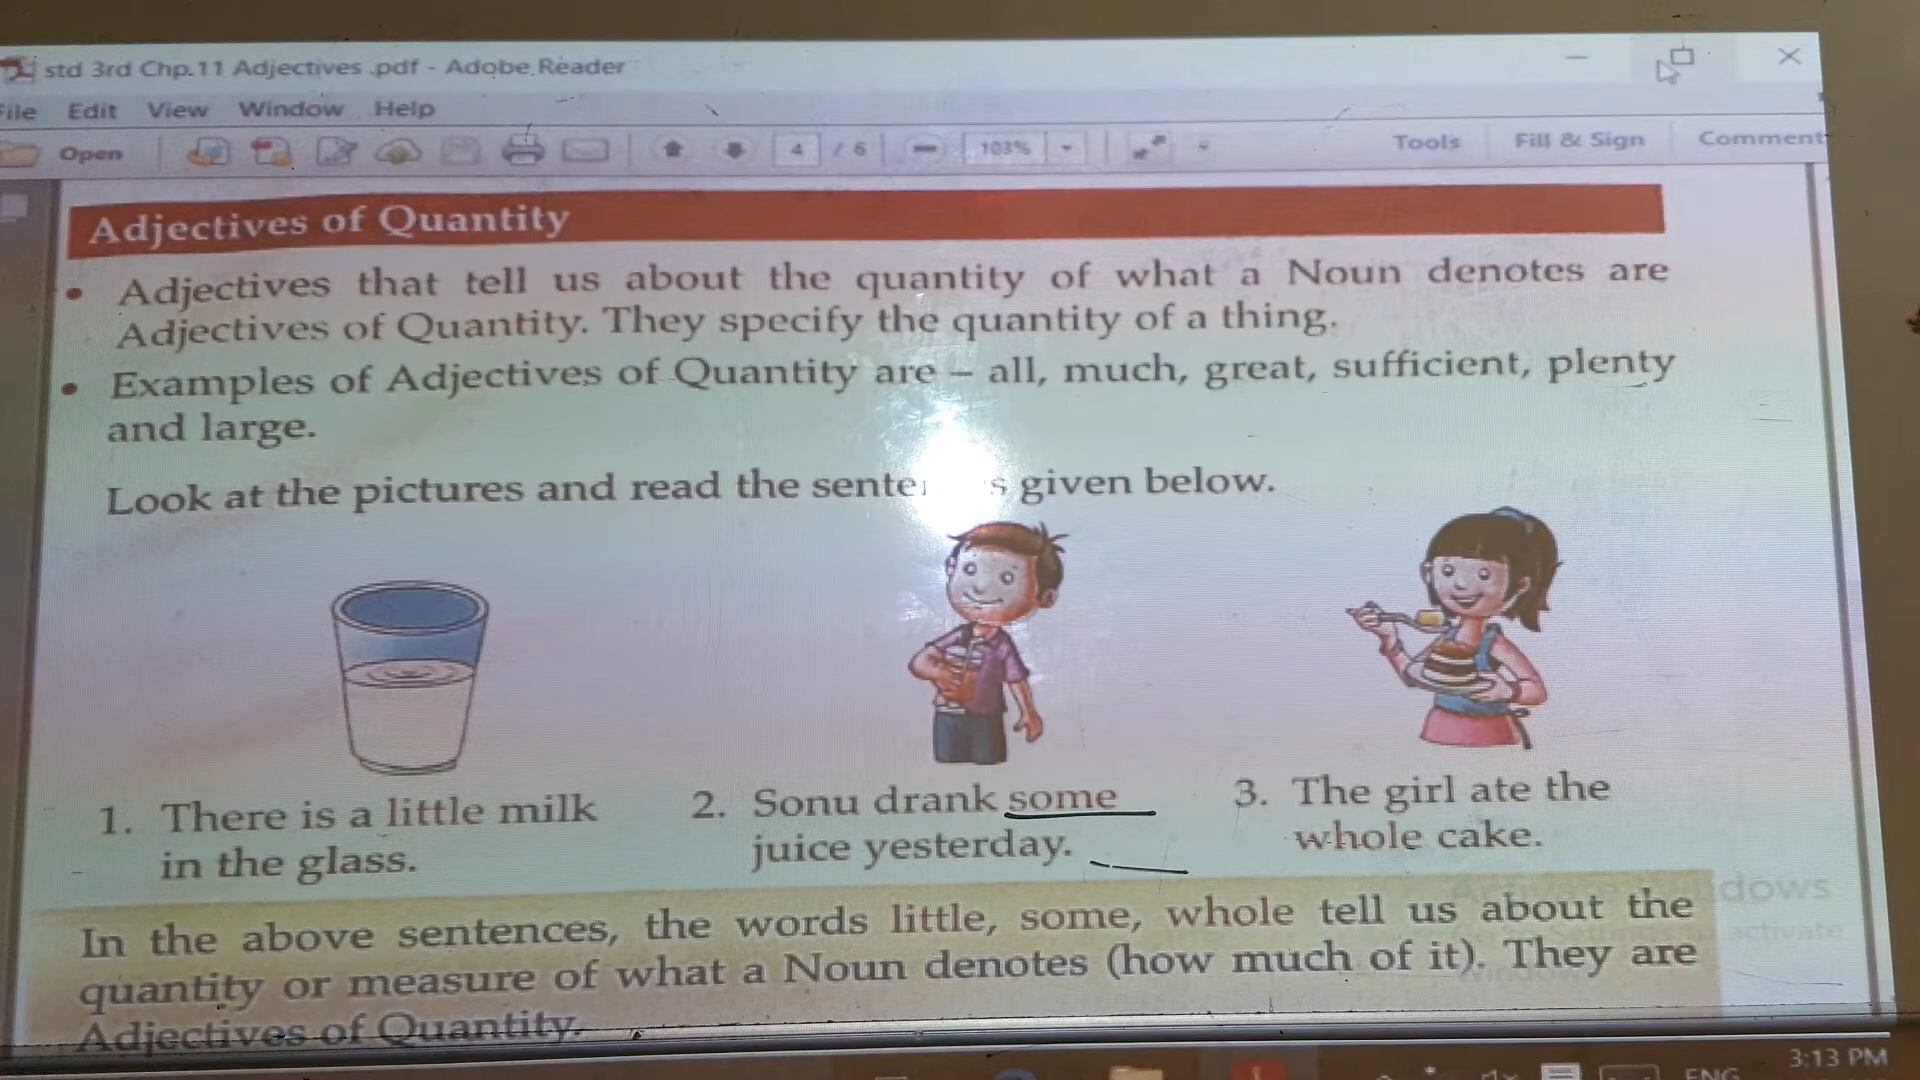 std 3rd Chp.11 Adjectives .pdf - Adobe Reader
File Edit View Window Help
Open 4 / 6 103% Tools Fill & Sign Comment
Adjectives of Quantity
• Adjectives that tell us about the quantity of what a Noun denotes are
Adjectives of Quantity. They specify the quantity of a thing.
• Examples of Adjectives of Quantity are – all, much, great, sufficient, plenty
and large.
Look at the pictures and read the given below.
1. There is a little milk
in the glass.
2. Sonu drank some
juice yesterday.
3. The girl ate the
whole cake.
In the above sentences, the words little, some, whole tell us about the
quantity or measure of what a Noun denotes (how much of it). They are
Adjectives of Quantity.
ENG 3:13 PM